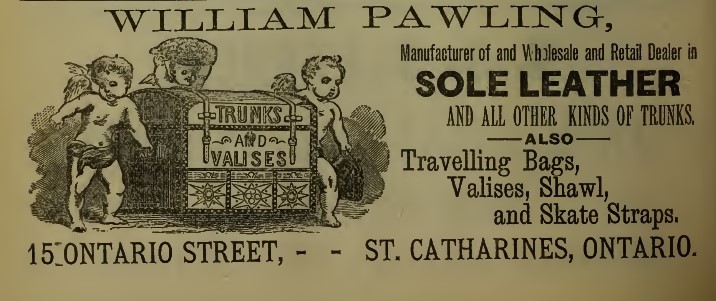 WILLIAM PAWLING,
Manufacturer of and Wholesale and Retail Dealer in
SOLE LEATHER
AND ALL OTHER KINDS OF TRUNKS.
ALSO
Travelling Bags,
Valises, Shawl,
and Skate Straps.
TRUNKS
AND
VALISES
15 ONTARIO STREET, - - ST. CATHARINES, ONTARIO.